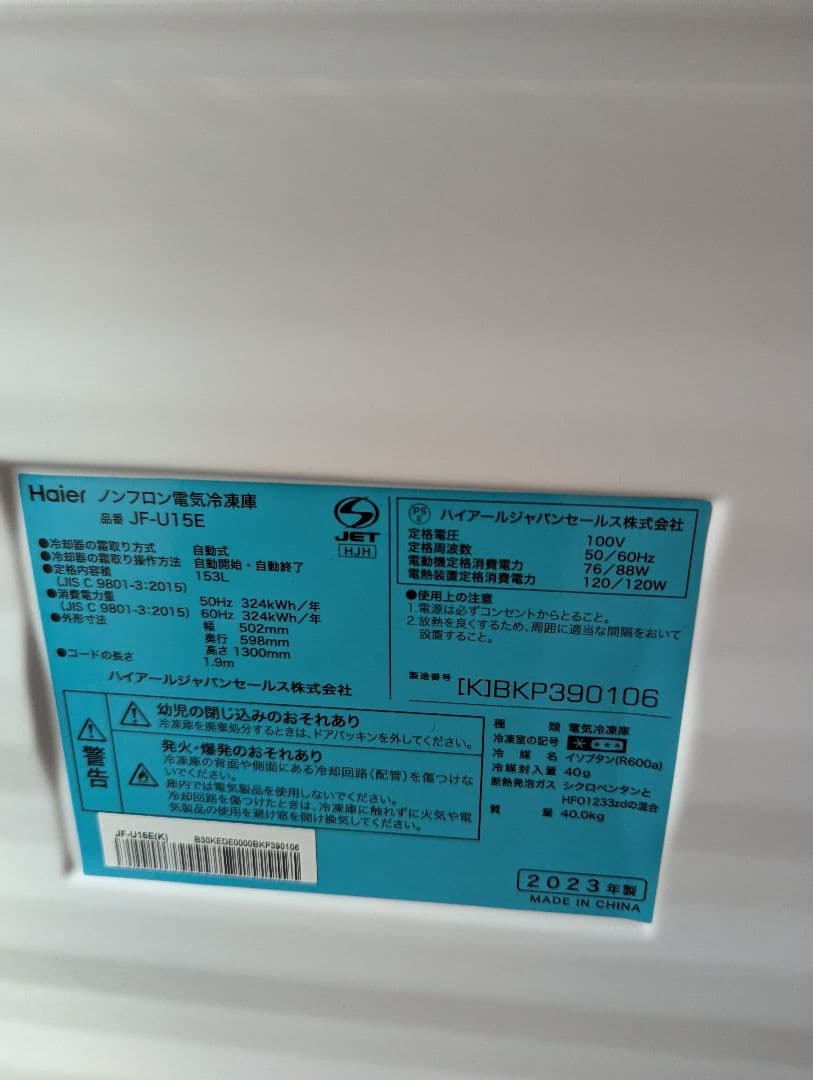 Haier ノンフロン電気冷凍庫
品番 JF-U15E
●冷却器の霜取り方式 自動式
●冷却器の霜取り操作方法 自動開始・自動終了
●定格内容積 153L
(JIS C 9801-3:2015)
●消費電力量 50Hz 324kWh/年
(JIS C 9801-3:2015) 60Hz 324kWh/年
●外形寸法 幅 502mm
奥行 598mm
高さ 1300mm
●コードの長さ 1.9m
ハイアールジャパンセールス株式会社
JET
HJH
PS
E
ハイアールジャパンセールス株式会社
定格電圧 100V
定格周波数 50/60Hz
電動機定格消費電力 76/88W
電熱装置定格消費電力 120/120W
●使用上の注意
1.電源は必ずコンセントからとること。
2.放熱を良くするため、周囲に適当な間隔をおいて
設置すること。
製造番号 [K]BKP390106
警告
幼児の閉じ込みのおそれあり
冷凍庫を廃棄処分するときは、ドアパッキンを外してください。
発火・爆発のおそれあり
冷凍庫の背面や側面にある冷却回路(配管)を傷つけな
いでください。
庫内では電気製品を使用しないでください。
冷却回路を傷つけたときは、冷凍庫に触れずに火気や電
気製品の使用を避け窓を開け換気してください。
種類 電気冷凍庫
冷凍室の記号 ****
冷媒名 イソブタン(R600a)
冷媒封入量 40g
断熱発泡ガス シクロペンタンと
HFO1233zdの混合
質量 40.0kg
JF-U15E(K) B30KEDE0000BKP390106
2023年製
MADE IN CHINA